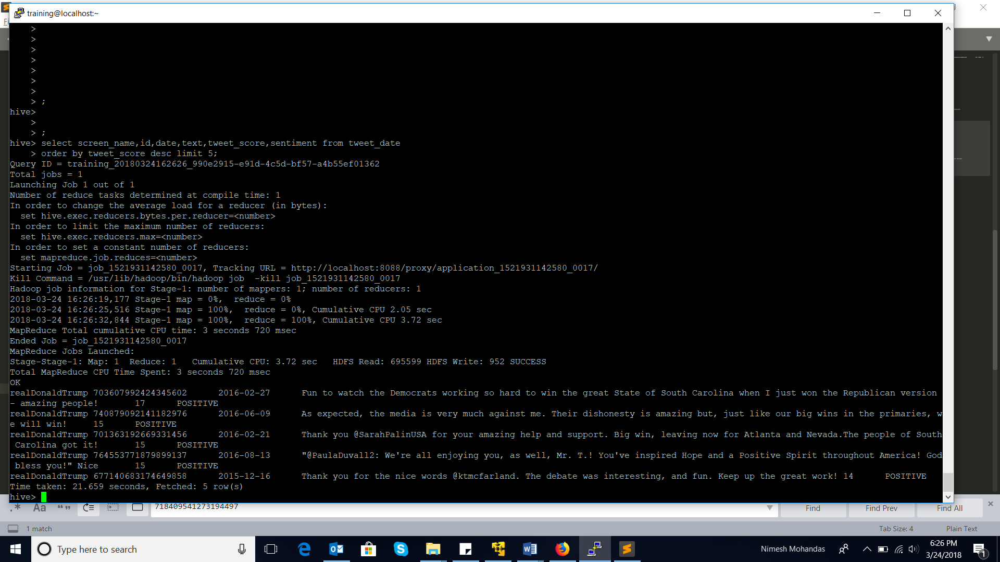 training@localhost:~
>
>
>
>
>
>
>
> ;
hive>
>
> ;
hive> select screen_name,id,date,text,tweet_score,sentiment from tweet_date
> order by tweet_score desc limit 5;
Query ID = training_20180324162626_990e2915-e91d-4c5d-bf57-a4b55ef01362
Total jobs = 1
Launching Job 1 out of 1
Number of reduce tasks determined at compile time: 1
In order to change the average load for a reducer (in bytes):
set hive.exec.reducers.bytes.per.reducer=<number>
In order to limit the maximum number of reducers:
set hive.exec.reducers.max=<number>
In order to set a constant number of reducers:
set mapreduce.job.reduces=<number>
Starting Job = job_1521931142580_0017, Tracking URL = http://localhost:8088/proxy/application_1521931142580_0017/
Kill Command = /usr/lib/hadoop/bin/hadoop job  -kill job_1521931142580_0017
Hadoop job information for Stage-1: number of mappers: 1; number of reducers: 1
2018-03-24 16:26:19,177 Stage-1 map = 0%,  reduce = 0%
2018-03-24 16:26:25,516 Stage-1 map = 100%,  reduce = 0%, Cumulative CPU 2.05 sec
2018-03-24 16:26:32,844 Stage-1 map = 100%,  reduce = 100%, Cumulative CPU 3.72 sec
MapReduce Total cumulative CPU time: 3 seconds 720 msec
Ended Job = job_1521931142580_0017
MapReduce Jobs Launched:
Stage-Stage-1: Map: 1  Reduce: 1   Cumulative CPU: 3.72 sec   HDFS Read: 695599 HDFS Write: 952 SUCCESS
Total MapReduce CPU Time Spent: 3 seconds 720 msec
OK
realDonaldTrump 703607992424345602      2016-02-27      Fun to watch the Democrats working so hard to win the great State of South Carolina when I just won the Republican version
- amazing people!       17      POSITIVE
realDonaldTrump 740879092141182976      2016-06-09      As expected, the media is very much against me. Their dishonesty is amazing but, just like our big wins in the primaries, w
e will win!     15      POSITIVE
realDonaldTrump 701363192669331456      2016-02-21      Thank you @SarahPalinUSA for your amazing help and support. Big win, leaving now for Atlanta and Nevada.The people of South
Carolina got it!       15      POSITIVE
realDonaldTrump 764553771879899137      2016-08-13      "@PaulaDuvall2: We're all enjoying you, as well, Mr. T.! You've inspired Hope and a Positive Spirit throughout America! God
bless you!" Nice       15      POSITIVE
realDonaldTrump 677140683174649858      2015-12-16      Thank you for the nice words @ktmcfarland. The debate was interesting, and fun. Keep up the great work! 14      POSITIVE
Time taken: 21.659 seconds, Fetched: 5 row(s)
hive>
.* Aa “ ” 718409541273194497 Find Find Prev Find All
1 match Tab Size: 4 Plain Text
Type here to search Nimesh Mohandas 6:26 PM
3/24/2018 1